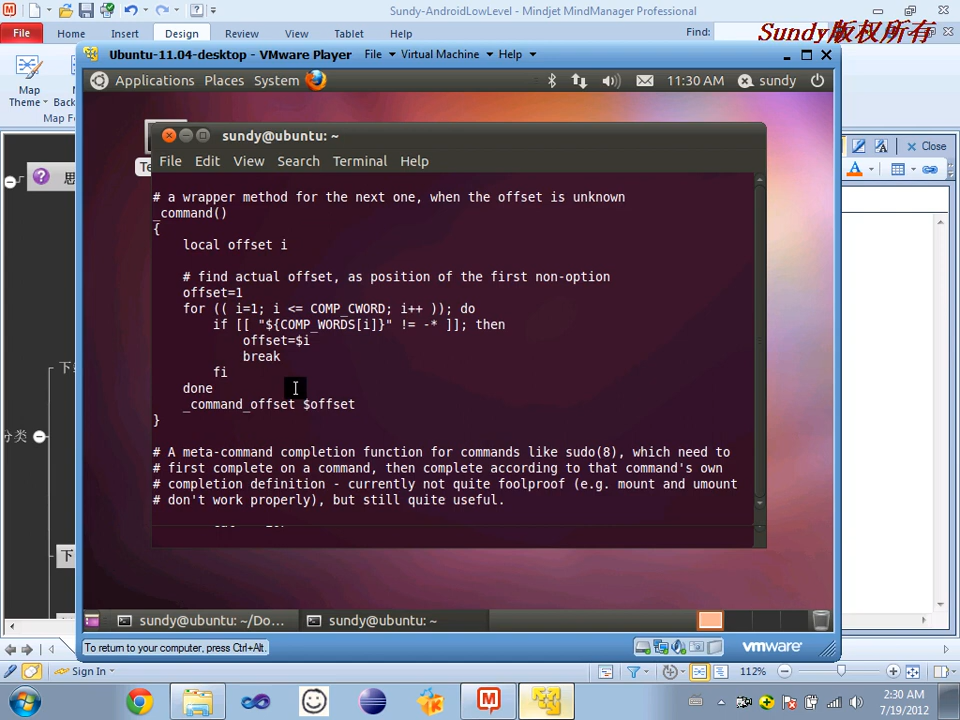 Sundy-AndroidLowLevel - Mindjet MindManager Professional
File Home Insert Design Review View Tablet Help Find:
Sundy版权所有
Ubuntu-11.04-desktop - VMware Player File Virtual Machine Help
Map
Theme
Applications Places System 11:30 AM sundy
sundy@ubuntu: ~
Close
File Edit View Search Terminal Help
# a wrapper method for the next one, when the offset is unknown
_command()
{
local offset i
# find actual offset, as position of the first non-option
offset=1
for (( i=1; i <= COMP_CWORD; i++ )); do
if [[ "${COMP_WORDS[i]}" != -* ]]; then
offset=$i
break
fi
done
_command_offset $offset
}
# A meta-command completion function for commands like sudo(8), which need to
# first complete on a command, then complete according to that command's own
# completion definition - currently not quite foolproof (e.g. mount and umount
# don't work properly), but still quite useful.
分类
下
sundy@ubuntu: ~/Do... sundy@ubuntu: ~
To return to your computer, press Ctrl+Alt.
vmware
Sign In 112%
2:30 AM
7/19/2012